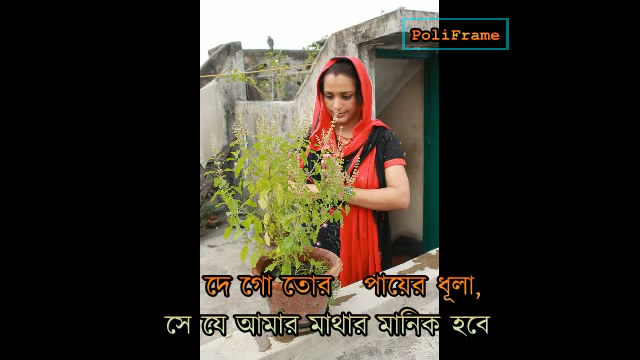 PoliFrame
দে গো তোর পায়ের ধূলা,
সে যে আমার মাথার মানিক হবে